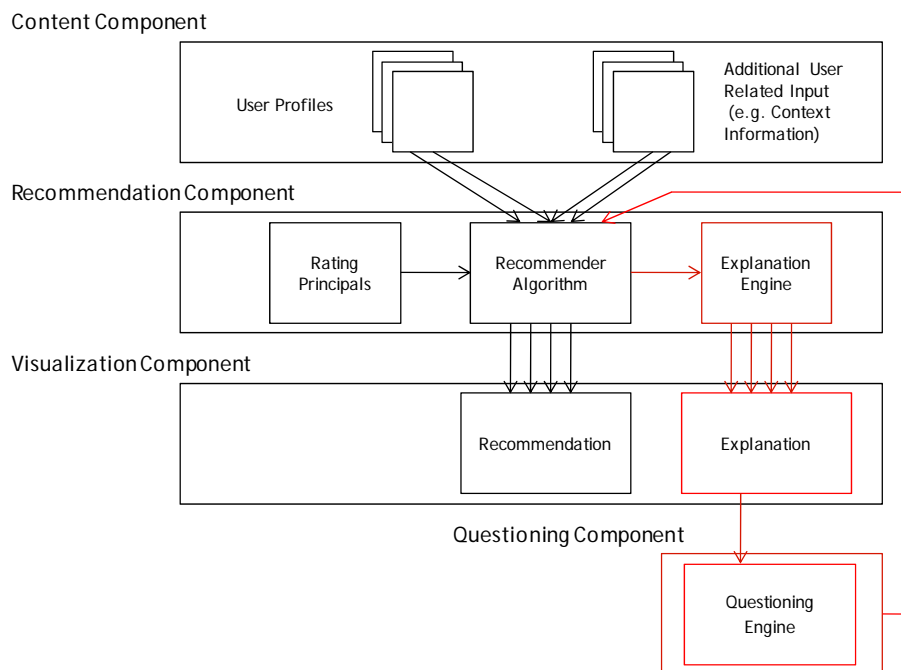 Content Component
User Profiles
Additional User
Related Input
(e.g. Context
Information)
Recommendation Component
Rating
Principals
Recommender
Algorithm
Explanation
Engine
Visualization Component
Recommendation
Explanation
Questioning Component
Questioning
Engine